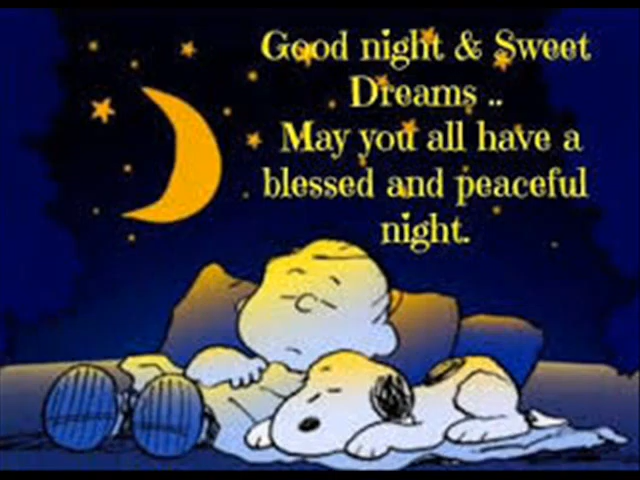 Good night & Sweet
Dreams ..
May you all have a
blessed and peaceful
night.